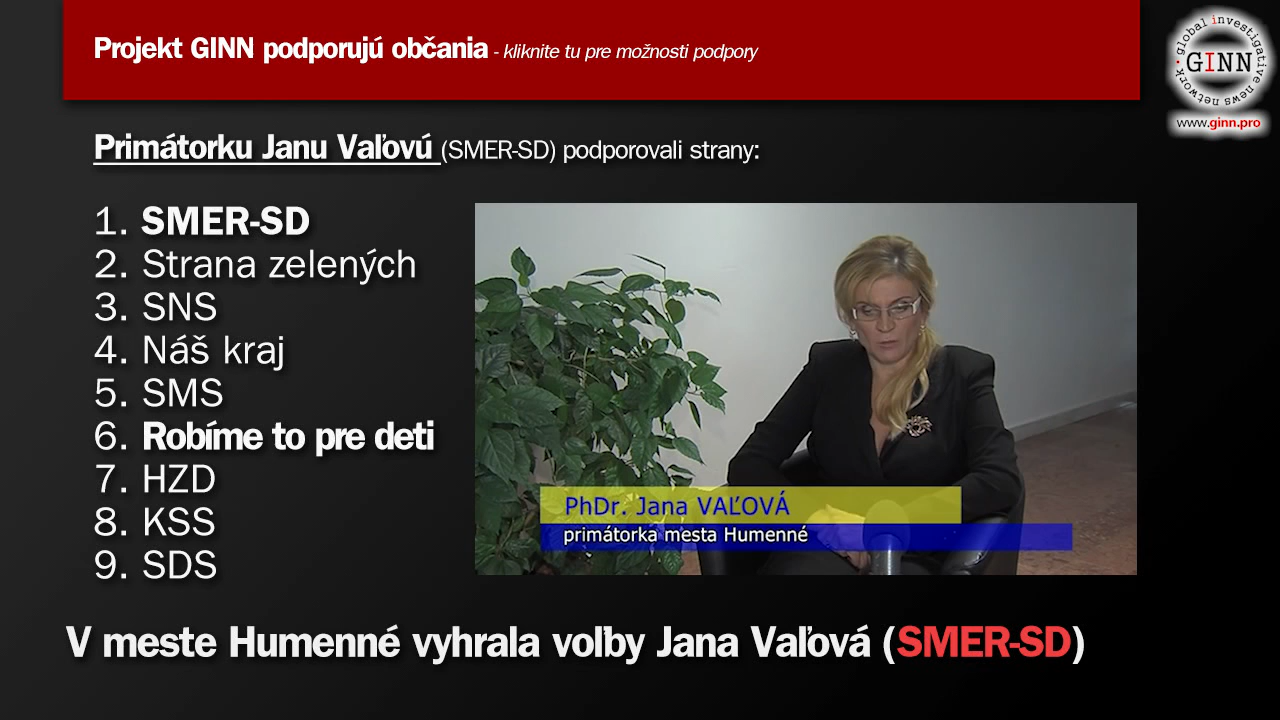 Projekt GINN podporujú občania - kliknite tu pre možnosti podpory
global investigative news network
GINN
www.ginn.pro
Primátorku Janu Vaľovú (SMER-SD) podporovali strany:
1. SMER-SD
2. Strana zelených
3. SNS
4. Náš kraj
5. SMS
6. Robíme to pre deti
7. HZD
8. KSS
9. SDS
PhDr. Jana VAĽOVÁ
primátorka mesta Humenné
V meste Humenné vyhrala voľby Jana Vaľová (SMER-SD)